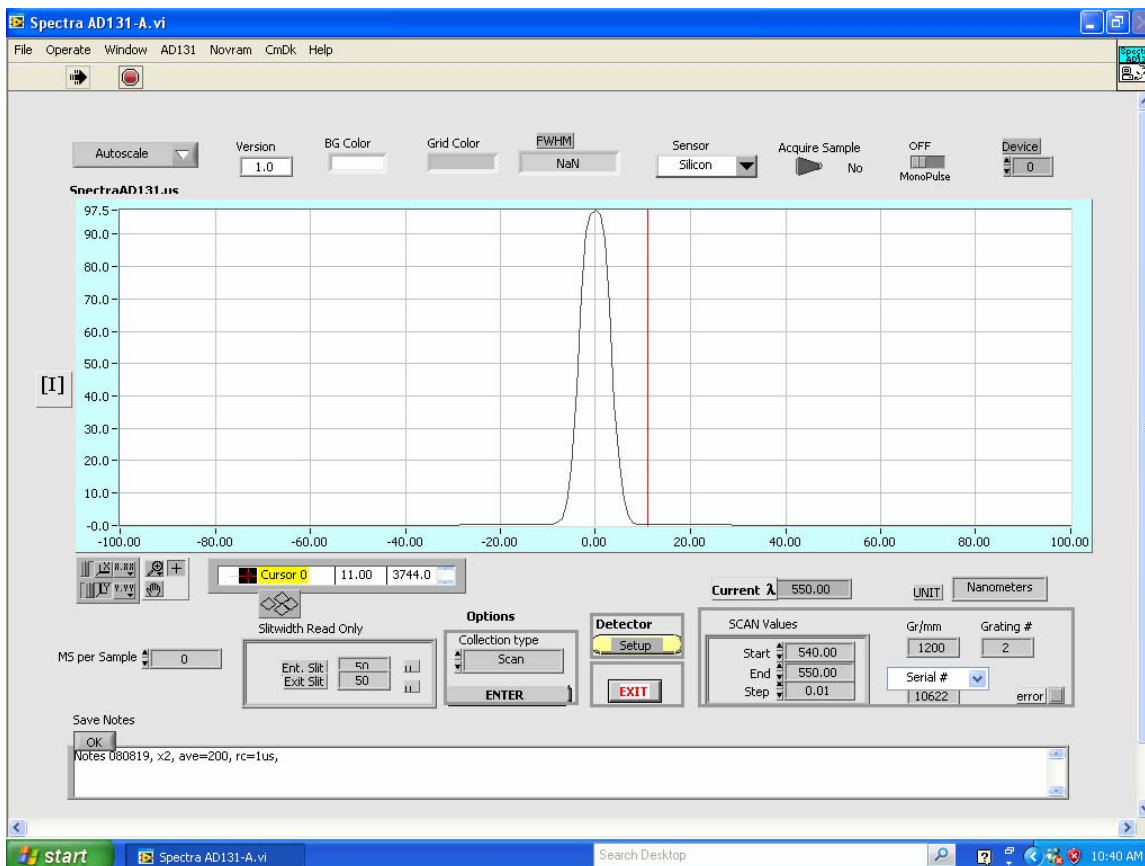 Spectra AD131-A.vi
File Operate Window AD131 Novram CmDk Help
Autoscale
Version
1.0
BG Color
Grid Color
FWHM
NaN
Sensor
Silicon
Acquire Sample
No
OFF
MonoPulse
Device
0
SpectraAD131.us
97.5
90.0
80.0
70.0
60.0
50.0
40.0
30.0
20.0
10.0
-0.0
[I]
-100.00 -80.00 -60.00 -40.00 -20.00 0.00 20.00 40.00 60.00 80.00 100.00
Cursor 0 11.00 3744.0
Current λ 550.00
UNIT Nanometers
Slitwidth Read Only
Ent. Slit 50
Exit Slit 50
MS per Sample 0
Options
Collection type
Scan
ENTER
Detector
Setup
EXIT
SCAN Values
Start 540.00
End 550.00
Step 0.01
Gr/mm
1200
Grating #
2
Serial #
10622
error
Save Notes
OK
Notes 080819, x2, ave=200, rc=1us,
start
Spectra AD131-A.vi
Search Desktop
10:40 AM